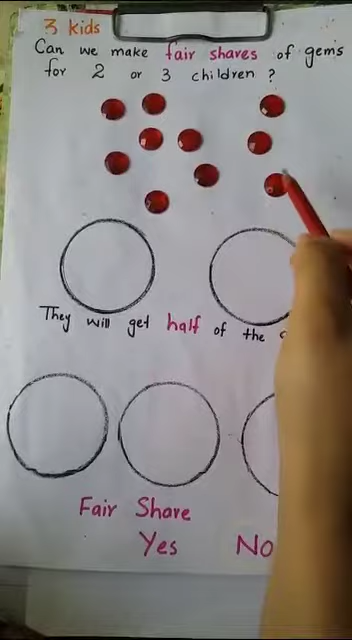 3 kids
Can we make fair shares of gems
for 2 or 3 children ?
They will get half of the
Fair Share
Yes No